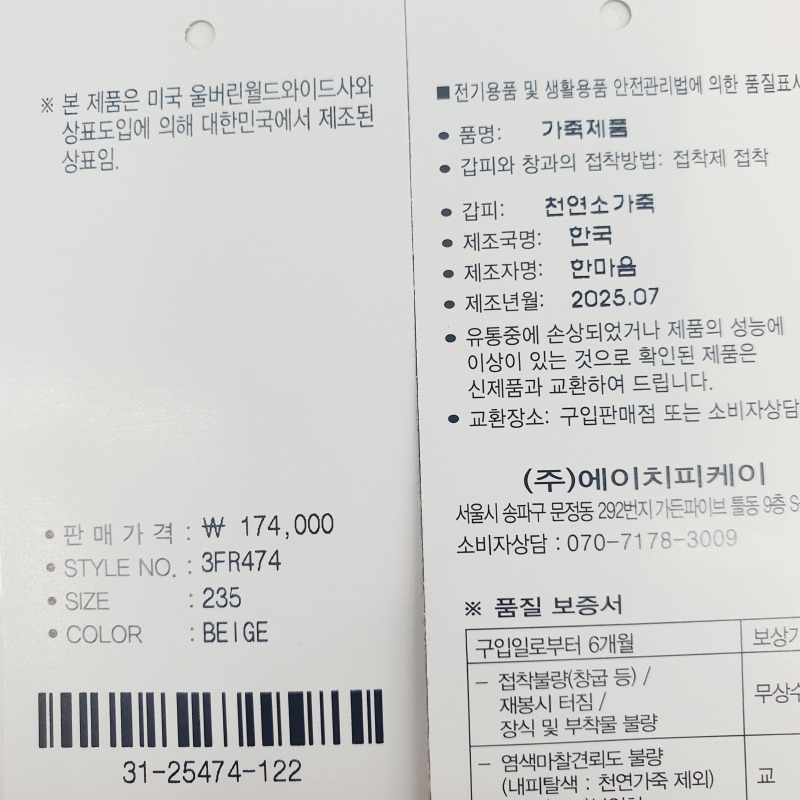 ※ 본 제품은 미국 울버린월드와이드사와
상표도입에 의해 대한민국에서 제조된
상표임.
• 판 매 가 격 : ₩ 174,000
• STYLE NO. : 3FR474
• SIZE : 235
• COLOR : BEIGE
31-25474-122
■ 전기용품 및 생활용품 안전관리법에 의한 품질표시
• 품명: 가죽제품
• 갑피와 창과의 접착방법: 접착제 접착
• 갑피: 천연소가죽
• 제조국명: 한국
• 제조자명: 한마음
• 제조년월: 2025.07
• 유통중에 손상되었거나 제품의 성능에
이상이 있는 것으로 확인된 제품은
신제품과 교환하여 드립니다.
• 교환장소: 구입판매점 또는 소비자상담
(주)에이치피케이
서울시 송파구 문정동 292번지 가든파이브 툴동 9층 S-
소비자상담 : 070-7178-3009
※ 품질 보증서
구입일로부터 6개월 보상기
- 접착불량(창급 등) /
재봉시 터짐 /
장식 및 부착물 불량
무상수
- 염색마찰견뢰도 불량
(내피탈색 : 천연가죽 제외)
교